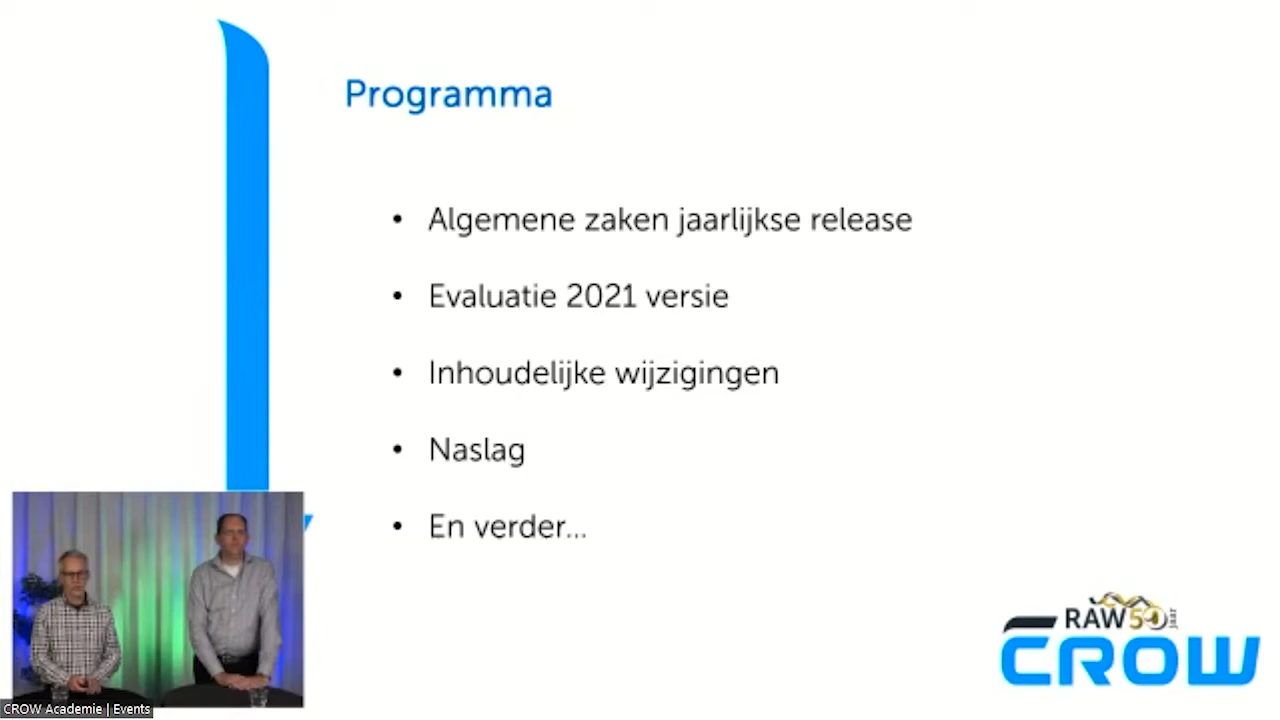 Programma
• Algemene zaken jaarlijkse release
• Evaluatie 2021 versie
• Inhoudelijke wijzigingen
• Naslag
• En verder...
RAW 50 jaar
CROW
CROW Academie | Events